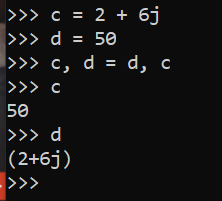 >>> c = 2 + 6j
>>> d = 50
>>> c, d = d, c
>>> c
50
>>> d
(2+6j)
>>>